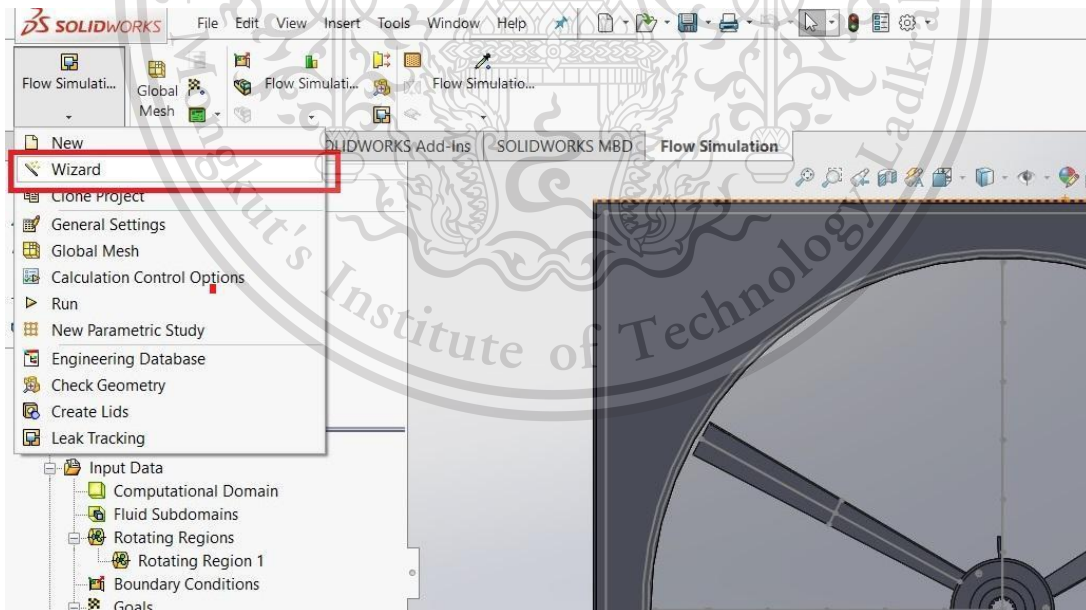 SOLIDWORKS File Edit View Insert Tools Window Help
Flow Simulati...
Global Mesh
Flow Simulati...
Flow Simulatio...
OLIDWORKS Add-Ins SOLIDWORKS MBD Flow Simulation
New
Wizard
Clone Project
General Settings
Global Mesh
Calculation Control Options
Run
New Parametric Study
Engineering Database
Check Geometry
Create Lids
Leak Tracking
Input Data
Computational Domain
Fluid Subdomains
Rotating Regions
Rotating Region 1
Boundary Conditions
Goals
Mongkut's Institute of Technology Ladkra